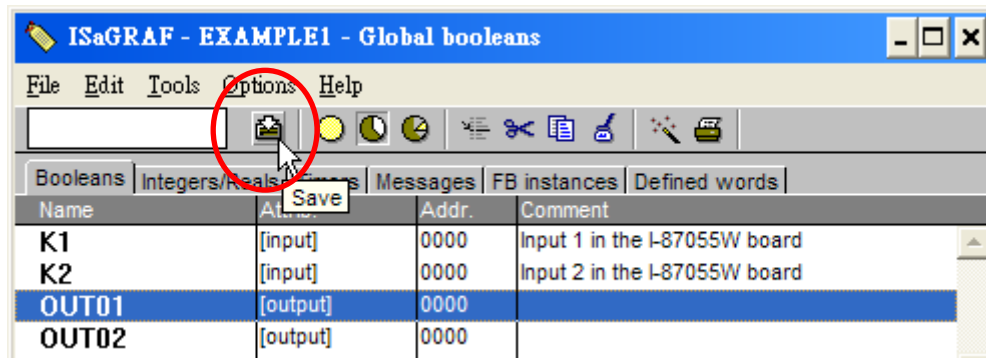 ISaGRAF - EXAMPLE1 - Global booleans
File Edit Tools Options Help
Booleans Integers/Reals Timers Messages FB instances Defined words
Save
Name Attrib. Addr. Comment
K1 [input] 0000 Input 1 in the I-87055W board
K2 [input] 0000 Input 2 in the I-87055W board
OUT01 [output] 0000
OUT02 [output] 0000